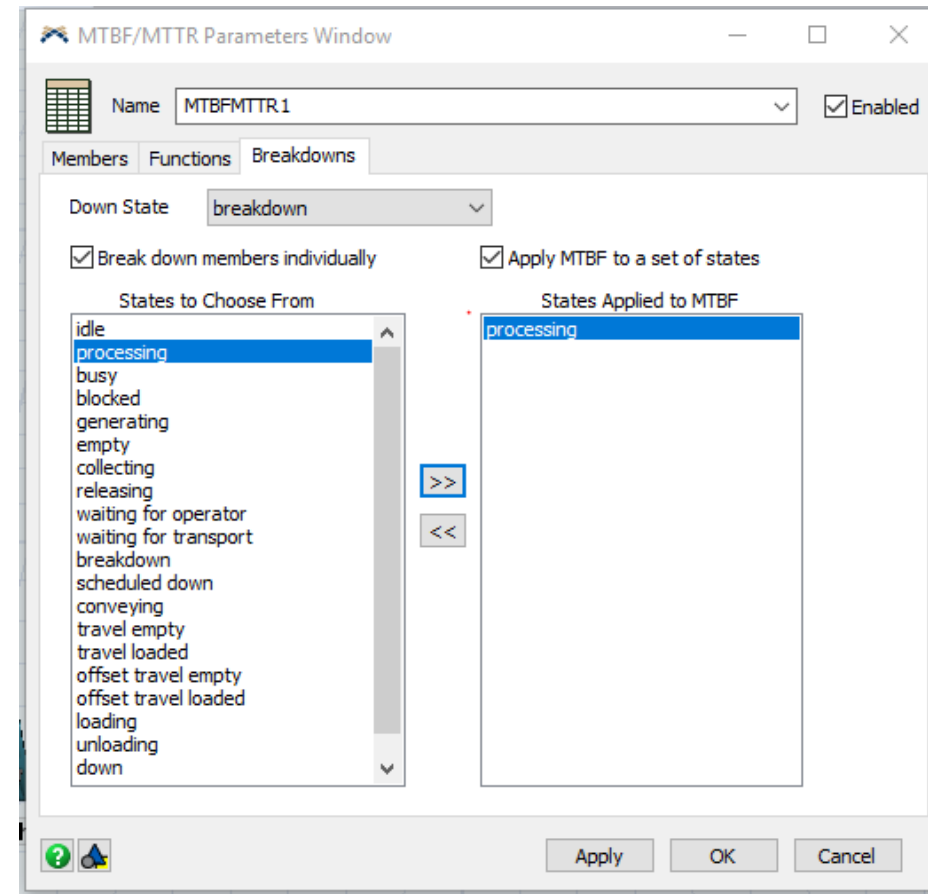 MTBF/MTTR Parameters Window
Name MTBFMTTR1 Enabled
Members Functions Breakdowns
Down State breakdown
Break down members individually Apply MTBF to a set of states
States to Choose From States Applied to MTBF
idle processing
processing
busy
blocked
generating
empty
collecting
releasing
>>
waiting for operator
waiting for transport
<<
breakdown
scheduled down
conveying
travel empty
travel loaded
offset travel empty
offset travel loaded
loading
unloading
down
Apply OK Cancel